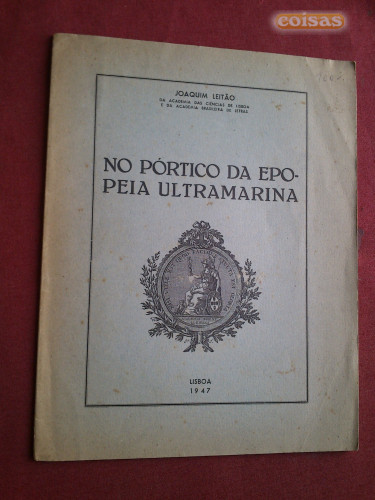 coisas
JOAQUIM LEITÃO
DA ACADEMIA DAS CIÊNCIAS DE LISBOA
E DA ACADEMIA BRASILEIRA DE LETRAS
NO PÓRTICO DA EPO-
PEIA ULTRAMARINA
LISBOA
1947